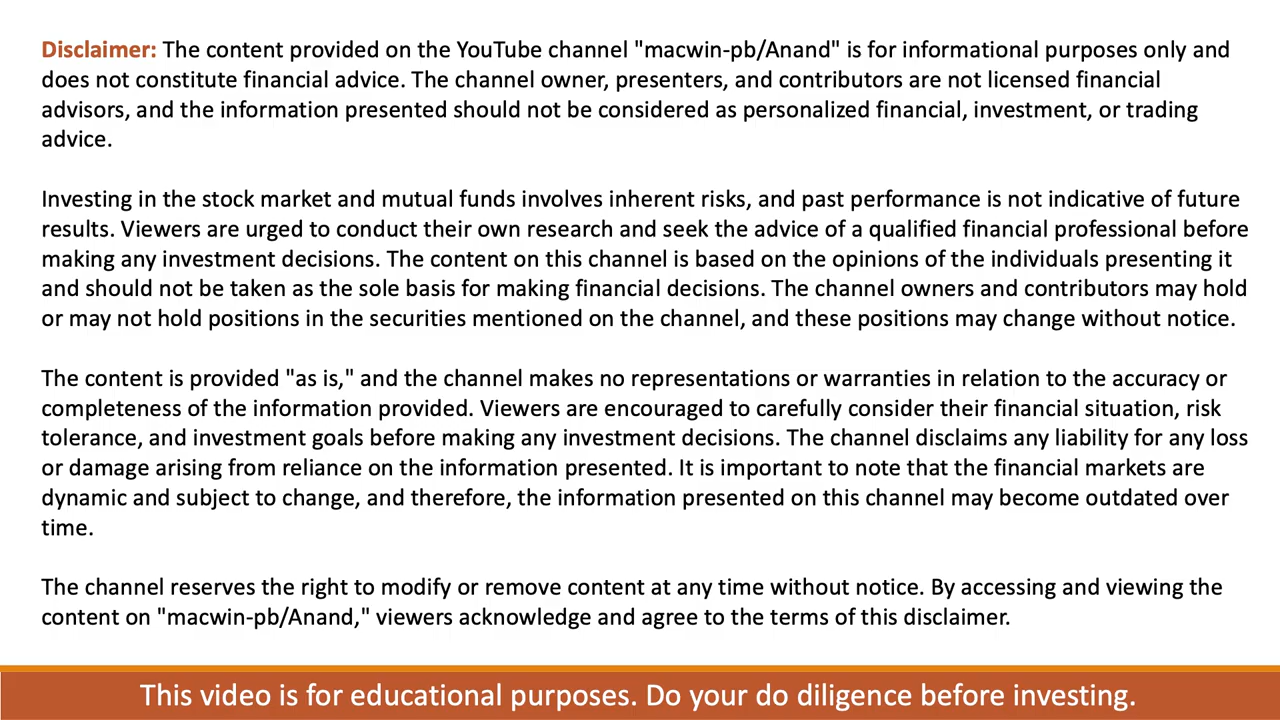 Disclaimer: The content provided on the YouTube channel "macwin-pb/Anand" is for informational purposes only and
does not constitute financial advice. The channel owner, presenters, and contributors are not licensed financial
advisors, and the information presented should not be considered as personalized financial, investment, or trading
advice.
Investing in the stock market and mutual funds involves inherent risks, and past performance is not indicative of future
results. Viewers are urged to conduct their own research and seek the advice of a qualified financial professional before
making any investment decisions. The content on this channel is based on the opinions of the individuals presenting it
and should not be taken as the sole basis for making financial decisions. The channel owners and contributors may hold
or may not hold positions in the securities mentioned on the channel, and these positions may change without notice.
The content is provided "as is," and the channel makes no representations or warranties in relation to the accuracy or
completeness of the information provided. Viewers are encouraged to carefully consider their financial situation, risk
tolerance, and investment goals before making any investment decisions. The channel disclaims any liability for any loss
or damage arising from reliance on the information presented. It is important to note that the financial markets are
dynamic and subject to change, and therefore, the information presented on this channel may become outdated over
time.
The channel reserves the right to modify or remove content at any time without notice. By accessing and viewing the
content on "macwin-pb/Anand," viewers acknowledge and agree to the terms of this disclaimer.
This video is for educational purposes. Do your do diligence before investing.